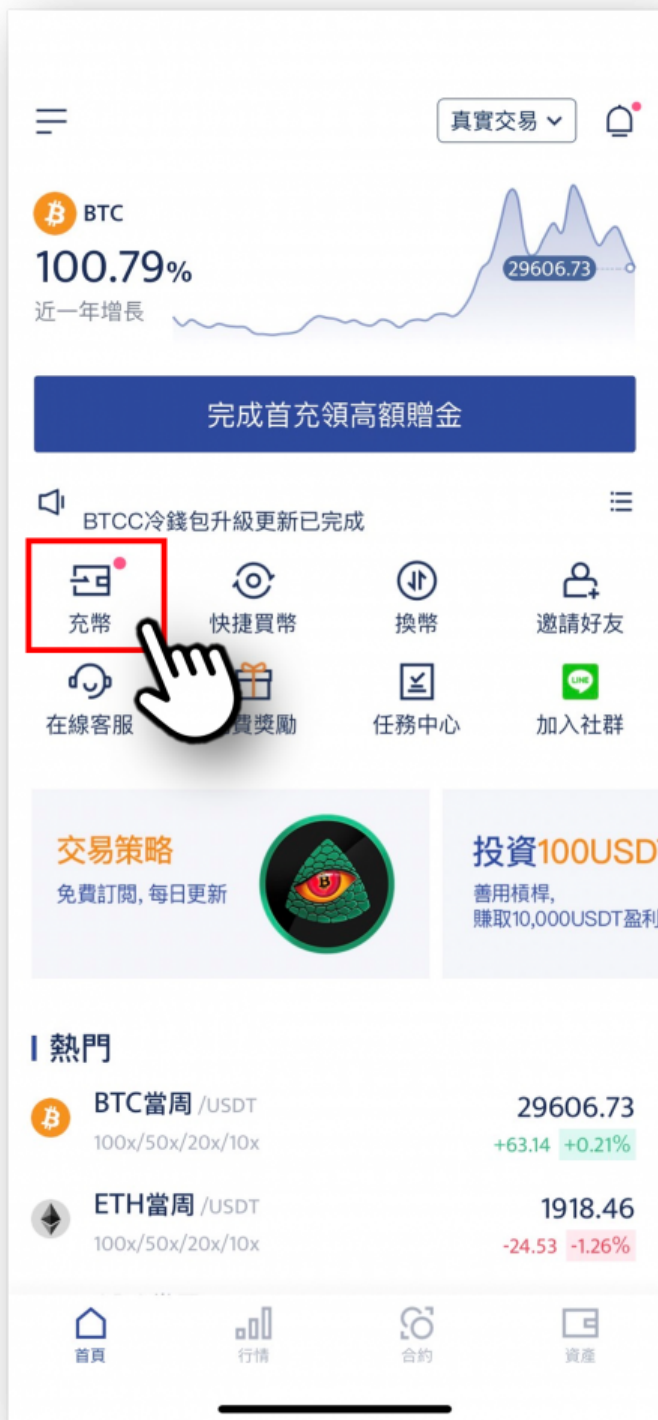 真實交易
BTC
100.79%
近一年增長
29606.73
完成首充領高額贈金
BTCC冷錢包升級更新已完成
充幣 快捷買幣 換幣 邀請好友
LINE
在線客服 費獎勵 任務中心 加入社群
交易策略
免費訂閲, 每日更新
投資100USDT
善用槓桿,
賺取10,000USDT盈利
熱門
BTC當周 /USDT 29606.73
100x/50x/20x/10x +63.14 +0.21%
ETH當周 /USDT 1918.46
100x/50x/20x/10x -24.53 -1.26%
首頁 行情 合約 資產